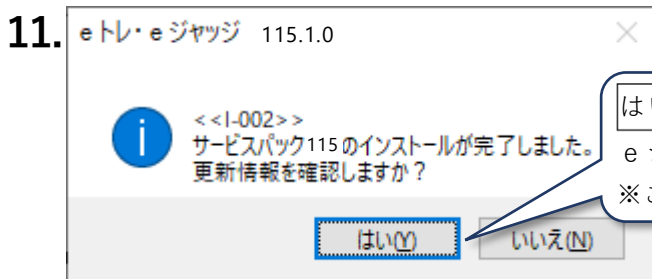 11.
eトレ・eジャッジ 115.1.0
<<I-002>>
サービスパック115のインストールが完了しました。
更新情報を確認しますか？
はい(Y)
いいえ(N)
は
e
※